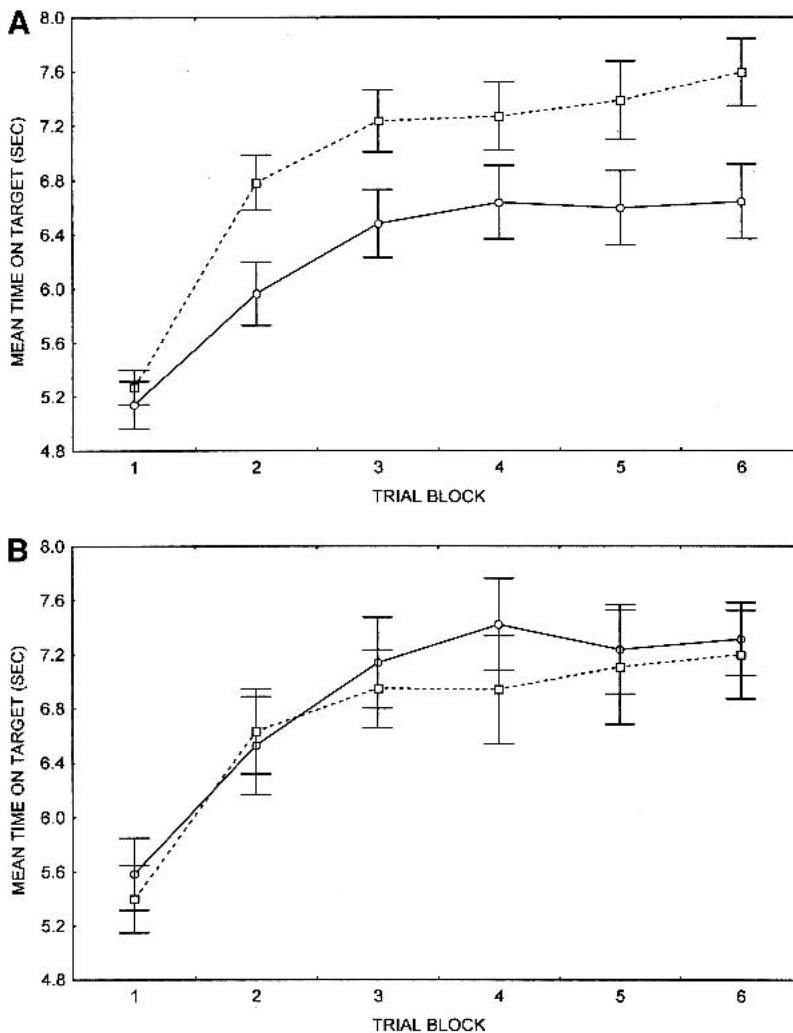 A
8.0
7.6
7.2
6.8
6.4
6.0
5.6
5.2
4.8
MEAN TIME ON TARGET (SEC)
1 2 3 4 5 6
TRIAL BLOCK
B
8.0
7.6
7.2
6.8
6.4
6.0
5.6
5.2
4.8
MEAN TIME ON TARGET (SEC)
1 2 3 4 5 6
TRIAL BLOCK